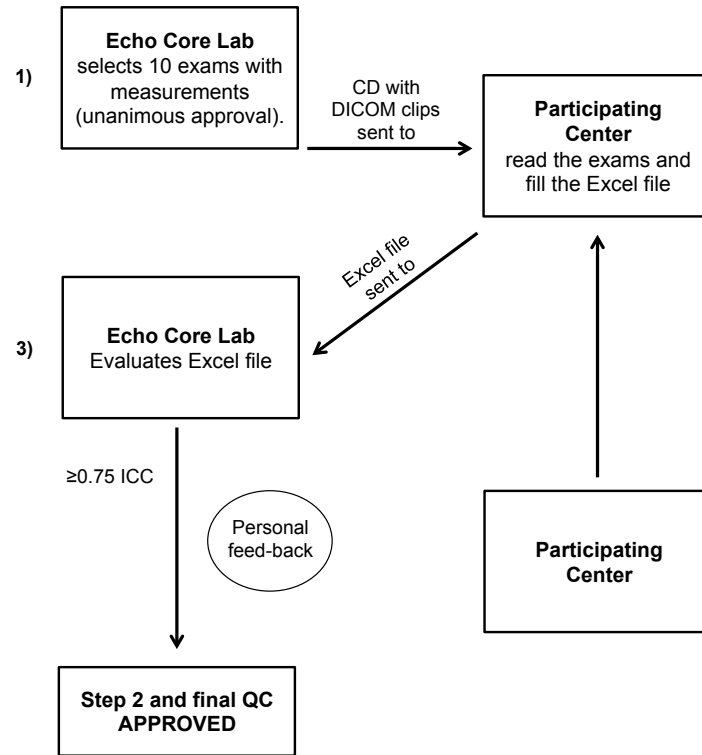 1)
Echo Core Lab
selects 10 exams with
measurements
(unanimous approval).
CD with
DICOM clips
sent to
Participating
Center
read the exams and
fill the Excel file
Excel file
sent to
3)
Echo Core Lab
Evaluates Excel file
≥0.75 ICC
Personal
feed-back
Participating
Center
Step 2 and final QC
APPROVED